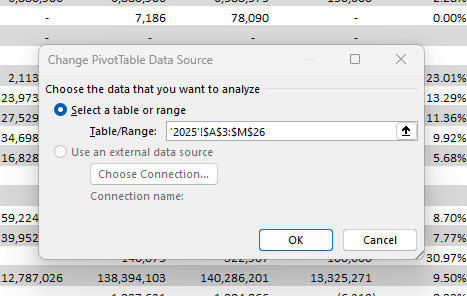 - 7,186 78,090 - 0.00%
- - - -
Change PivotTable Data Source
2,113 23.01%
Choose the data that you want to analyze
23,973 13.29%
Select a table or range
27,529 11.36%
Table/Range: '2025'!$A$3:$M$26
34,698 9.92%
Use an external data source
16,828 5.68%
Choose Connection...
Connection name:
59,224 8.70%
39,952 7.77%
OK Cancel
30.97%
12,787,026 138,394,103 140,286,201 13,325,271 9.50%